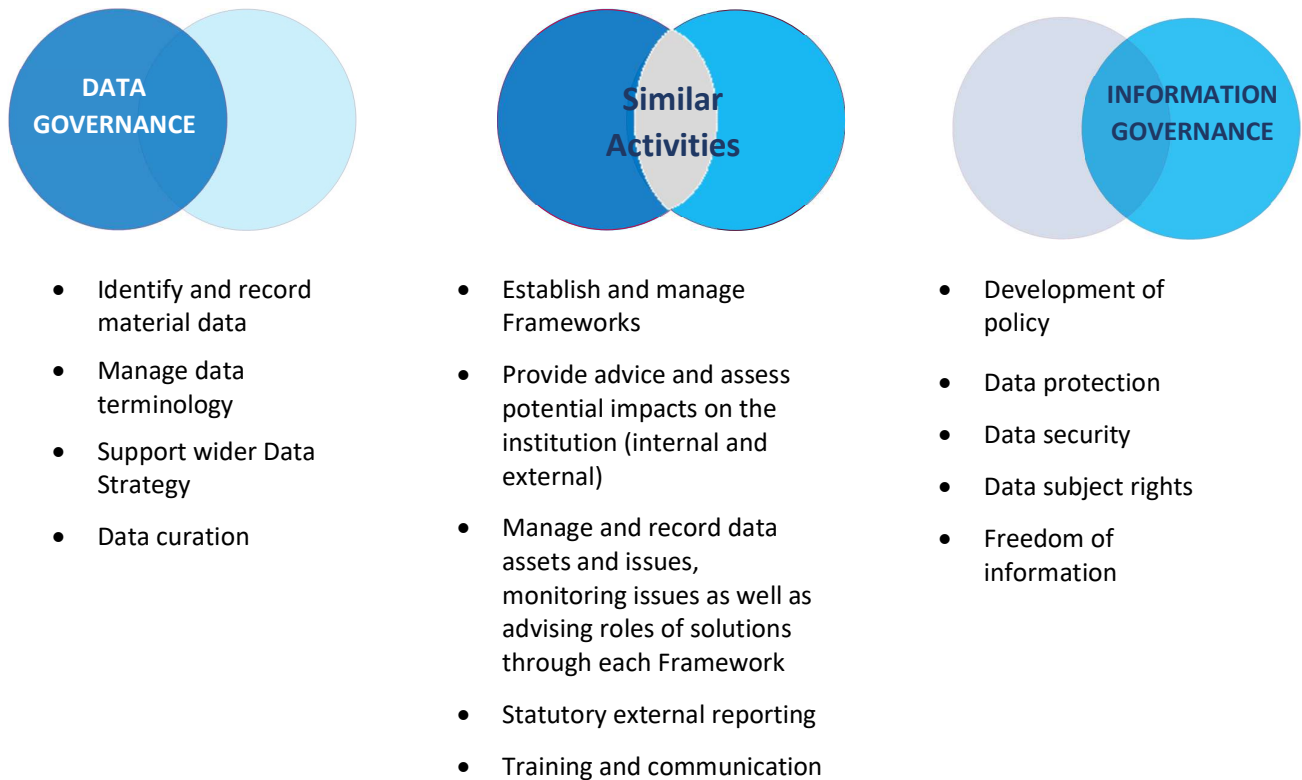 DATA
GOVERNANCE
Similar
Activities
INFORMATION
GOVERNANCE
• Identify and record
material data
• Manage data
terminology
• Support wider Data
Strategy
• Data curation
• Establish and manage
Frameworks
• Provide advice and assess
potential impacts on the
institution (internal and
external)
• Manage and record data
assets and issues,
monitoring issues as well as
advising roles of solutions
through each Framework
• Statutory external reporting
• Training and communication
• Development of
policy
• Data protection
• Data security
• Data subject rights
• Freedom of
information